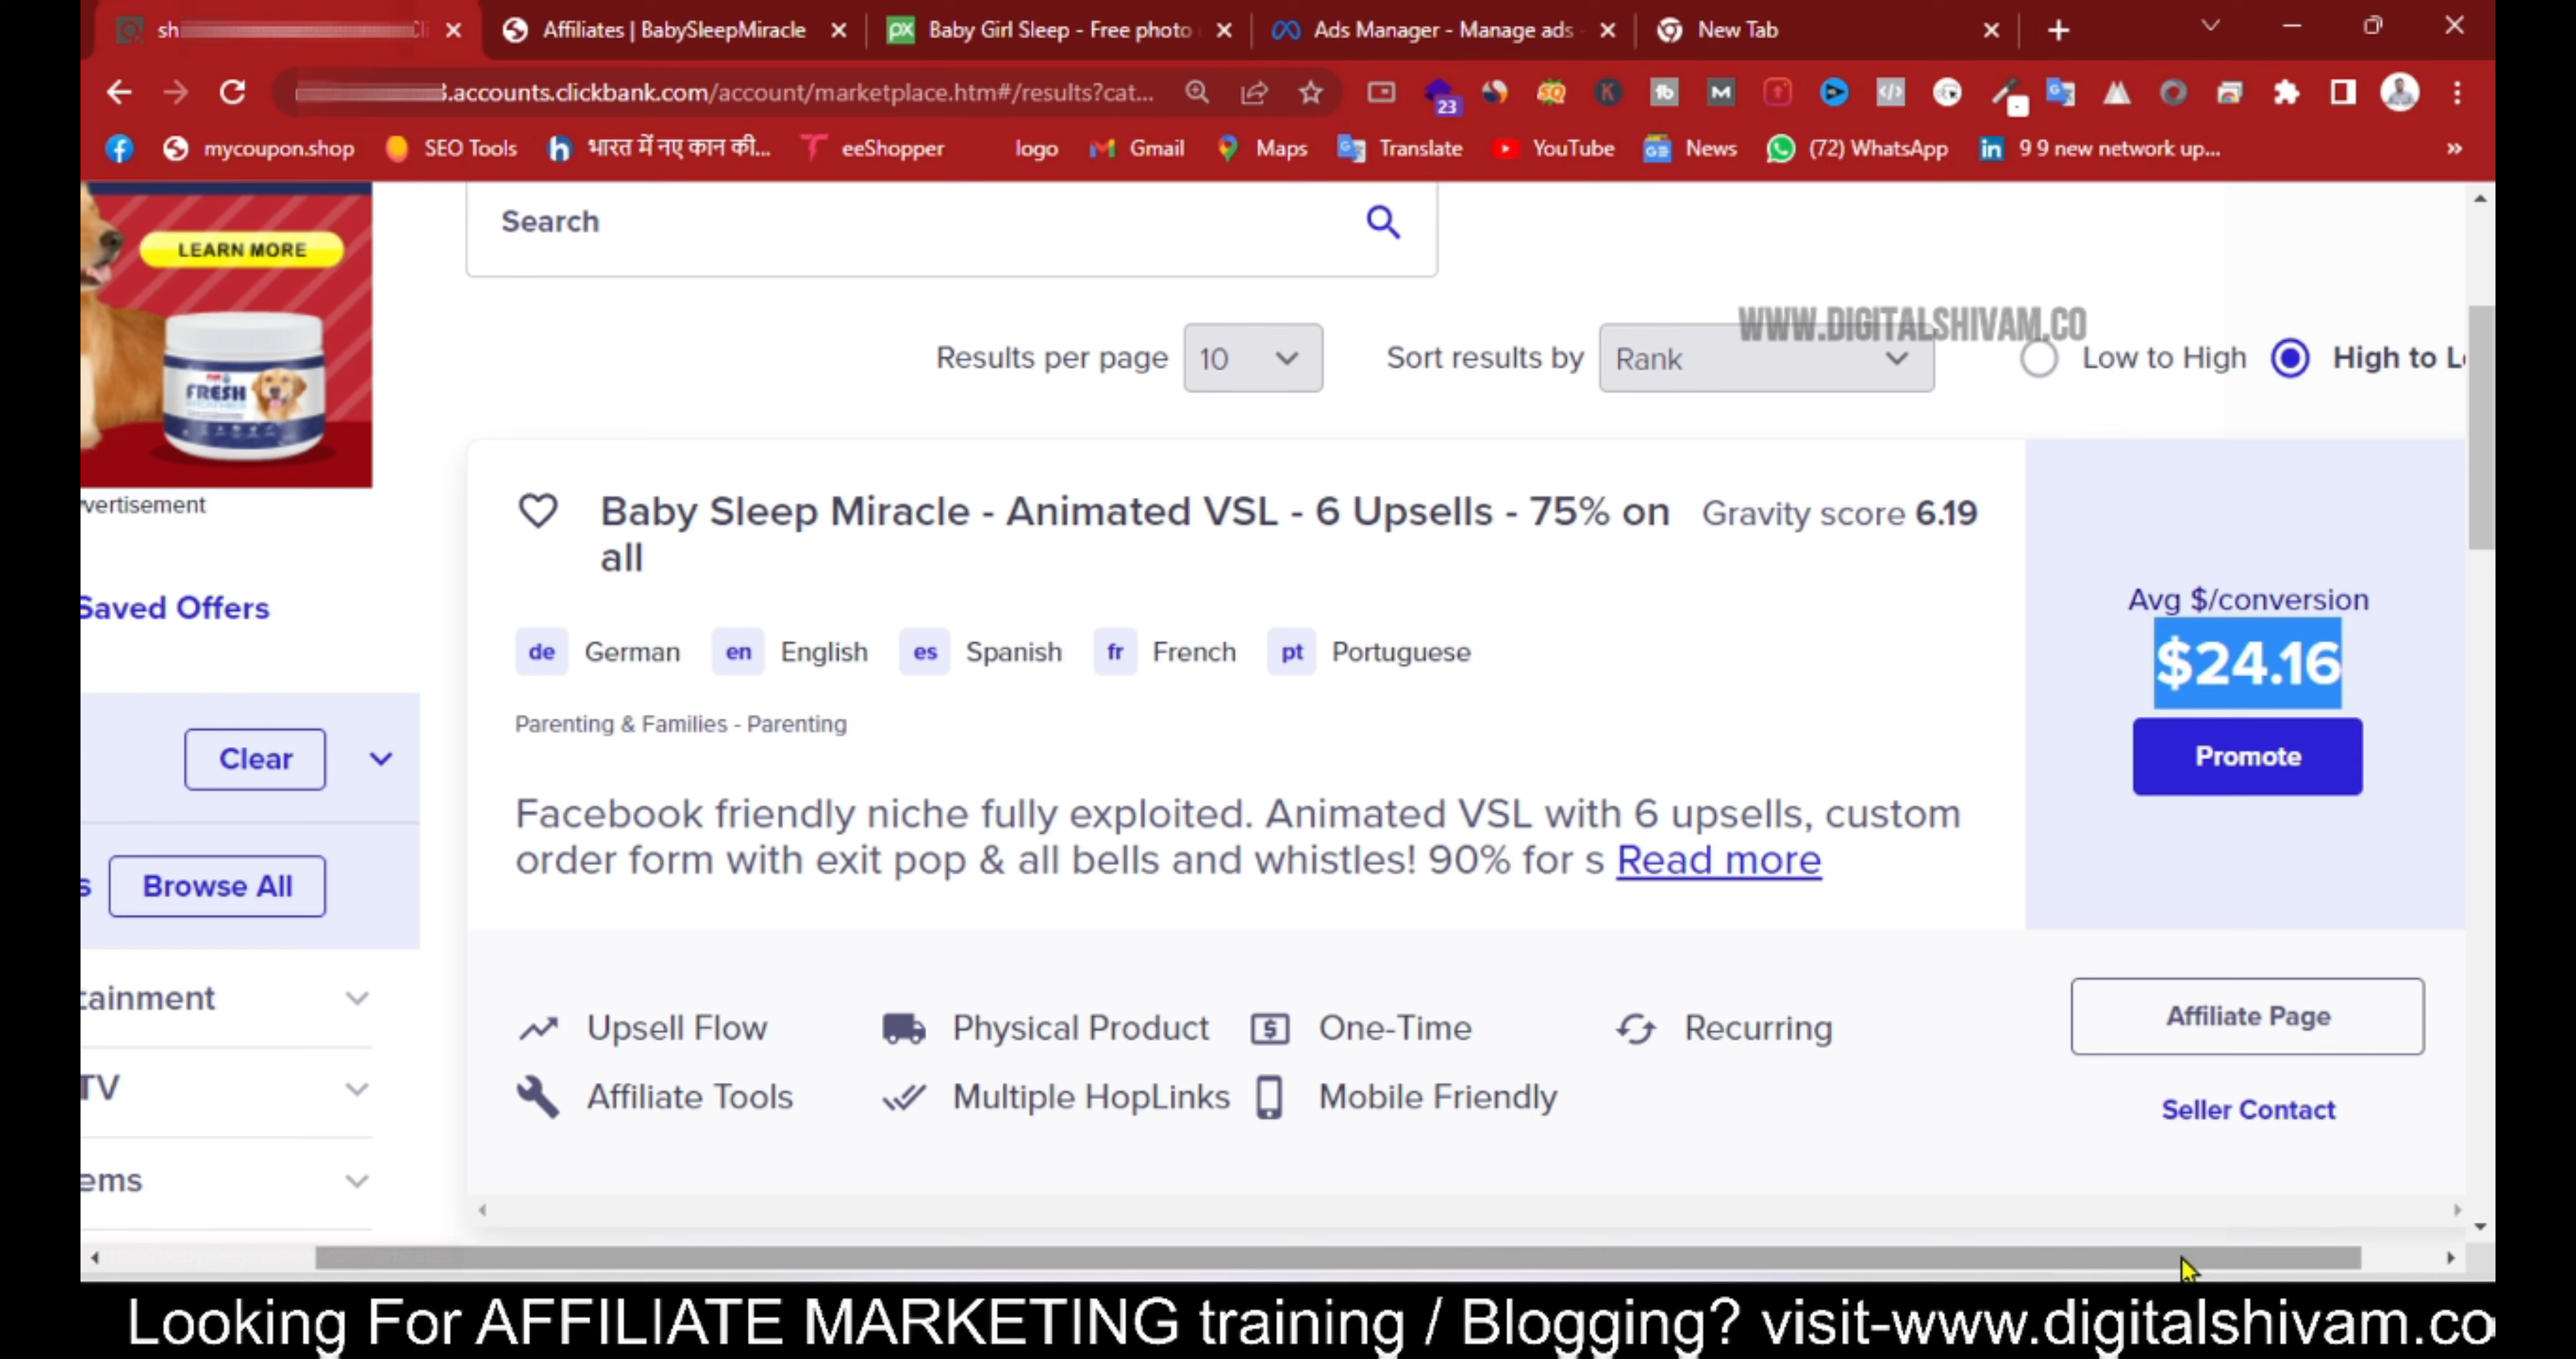 sh
Affiliates | BabySleepMiracle
Baby Girl Sleep - Free photo
Ads Manager - Manage ads
New Tab
.accounts.clickbank.com/account/marketplace.htm#/results?cat...
23
mycoupon.shop
SEO Tools
भारत में नए कान की...
eeShopper
logo
Gmail
Maps
Translate
YouTube
News
(72) WhatsApp
9 9 new network up...
LEARN MORE
FRESH
vertisement
Search
WWW.DIGITALSHIVAM.CO
Results per page 10
Sort results by Rank
Low to High
High to L
Baby Sleep Miracle - Animated VSL - 6 Upsells - 75% on
all
Gravity score 6.19
Saved Offers
Avg $/conversion
$24.16
Promote
de German en English es Spanish fr French pt Portuguese
Parenting & Families - Parenting
Clear
Facebook friendly niche fully exploited. Animated VSL with 6 upsells, custom
order form with exit pop & all bells and whistles! 90% for s Read more
s Browse All
tainment
TV
ems
Upsell Flow Physical Product One-Time Recurring
Affiliate Tools Multiple HopLinks Mobile Friendly
Affiliate Page
Seller Contact
Looking For AFFILIATE MARKETING training / Blogging? visit-www.digitalshivam.co